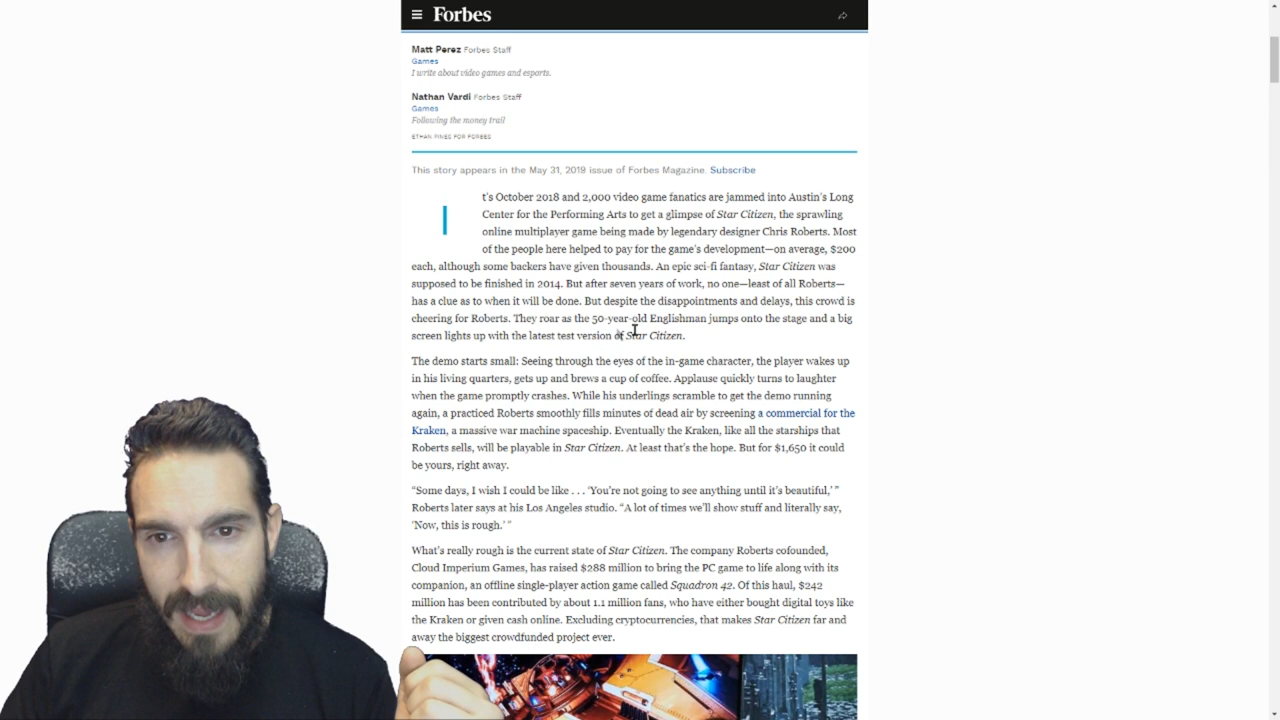 Forbes
Matt Perez Forbes Staff
Games
I write about video games and esports.
Nathan Vardi Forbes Staff
Games
Following the money trail
ETHAN PINES FOR FORBES
This story appears in the May 31, 2019 issue of Forbes Magazine. Subscribe
It's October 2018 and 2,000 video game fanatics are jammed into Austin's Long
Center for the Performing Arts to get a glimpse of Star Citizen, the sprawling
online multiplayer game being made by legendary designer Chris Roberts. Most
of the people here helped to pay for the game's development—on average, $200
each, although some backers have given thousands. An epic sci-fi fantasy, Star Citizen was
supposed to be finished in 2014. But after seven years of work, no one—least of all Roberts—
has a clue as to when it will be done. But despite the disappointments and delays, this crowd is
cheering for Roberts. They roar as the 50-year-old Englishman jumps onto the stage and a big
screen lights up with the latest test version of Star Citizen.
The demo starts small: Seeing through the eyes of the in-game character, the player wakes up
in his living quarters, gets up and brews a cup of coffee. Applause quickly turns to laughter
when the game promptly crashes. While his underlings scramble to get the demo running
again, a practiced Roberts smoothly fills minutes of dead air by screening a commercial for the
Kraken, a massive war machine spaceship. Eventually the Kraken, like all the starships that
Roberts sells, will be playable in Star Citizen. At least that's the hope. But for $1,650 it could
be yours, right away.
“Some days, I wish I could be like . . . ‘You're not going to see anything until it's beautiful,’ ”
Roberts later says at his Los Angeles studio. “A lot of times we'll show stuff and literally say,
‘Now, this is rough.’ ”
What's really rough is the current state of Star Citizen. The company Roberts cofounded,
Cloud Imperium Games, has raised $288 million to bring the PC game to life along with its
companion, an offline single-player action game called Squadron 42. Of this haul, $242
million has been contributed by about 1.1 million fans, who have either bought digital toys like
the Kraken or given cash online. Excluding cryptocurrencies, that makes Star Citizen far and
away the biggest crowdfunded project ever.